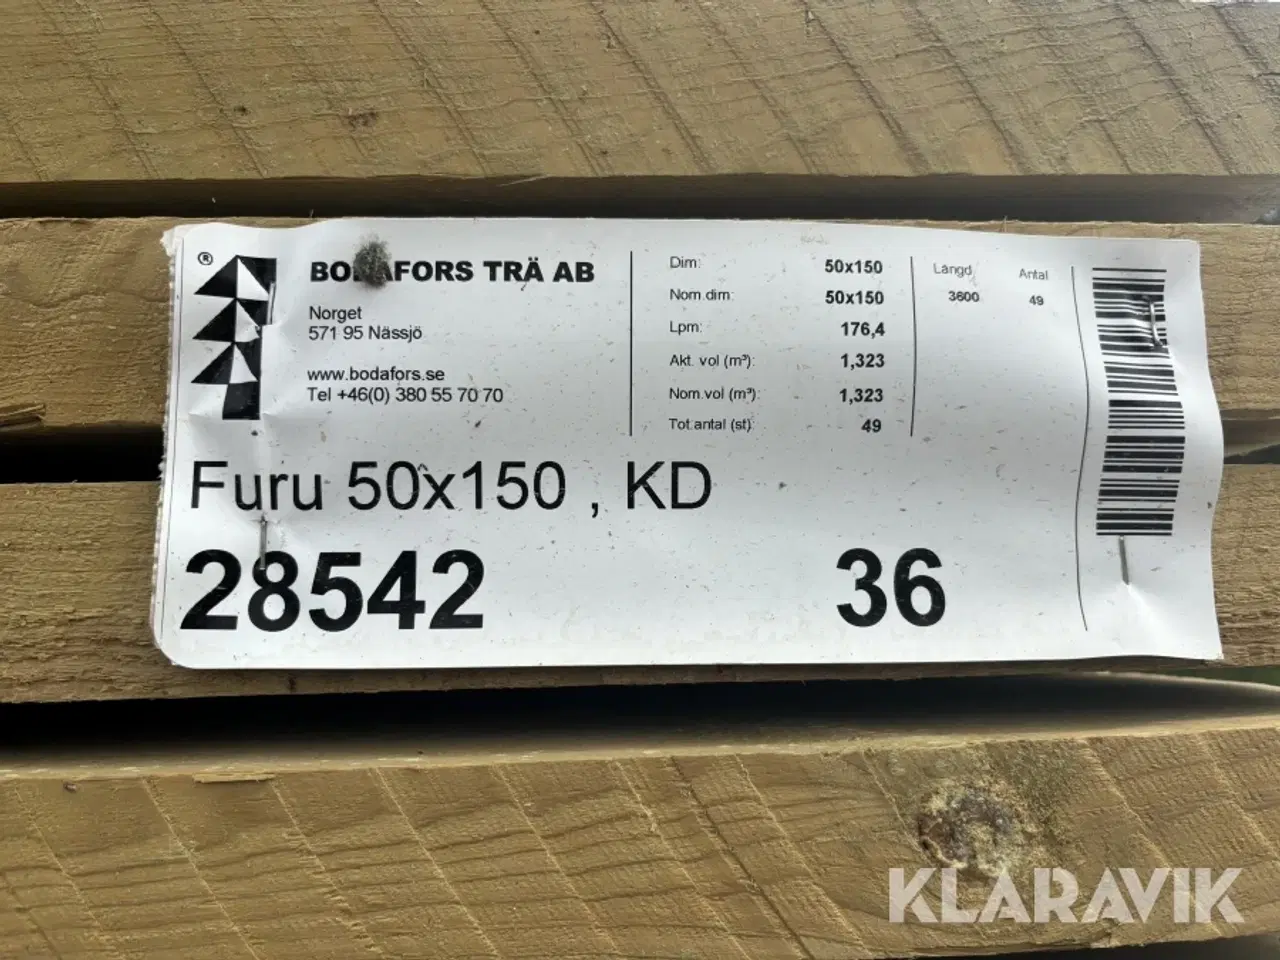 ®
BODAFORS TRÄ AB
Norget
571 95 Nässjö
www.bodafors.se
Tel +46(0) 380 55 70 70
Dim: 50x150
Nom.dim: 50x150
Lpm: 176,4
Akt. vol (m³): 1,323
Nom.vol (m³): 1,323
Tot.antal (st): 49
Längd Antal
3600 49
Furu 50x150 , KD
28542 36
KLARAVIK